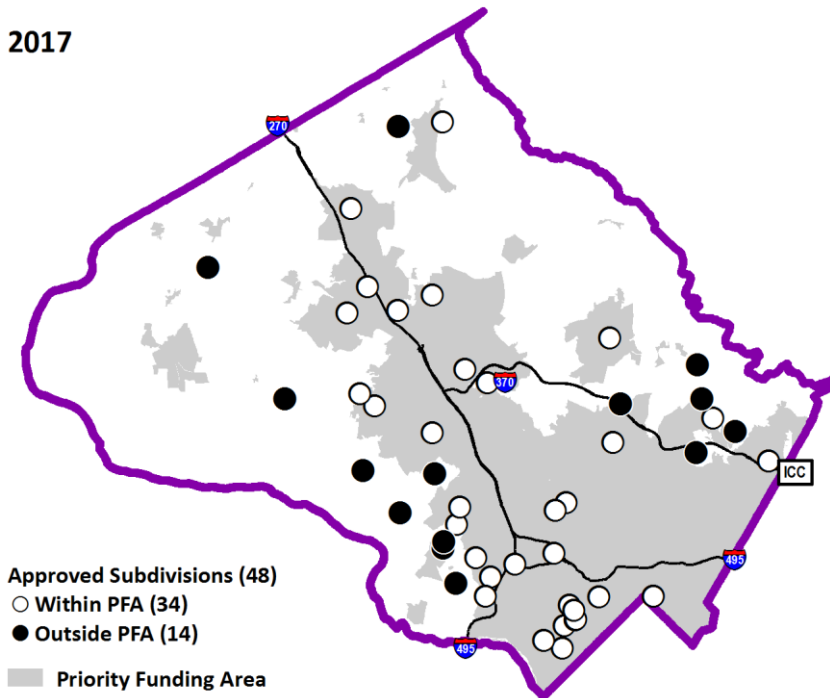 2017
270
370
ICC
495
Approved Subdivisions (48)
Within PFA (34)
Outside PFA (14)
495
Priority Funding Area